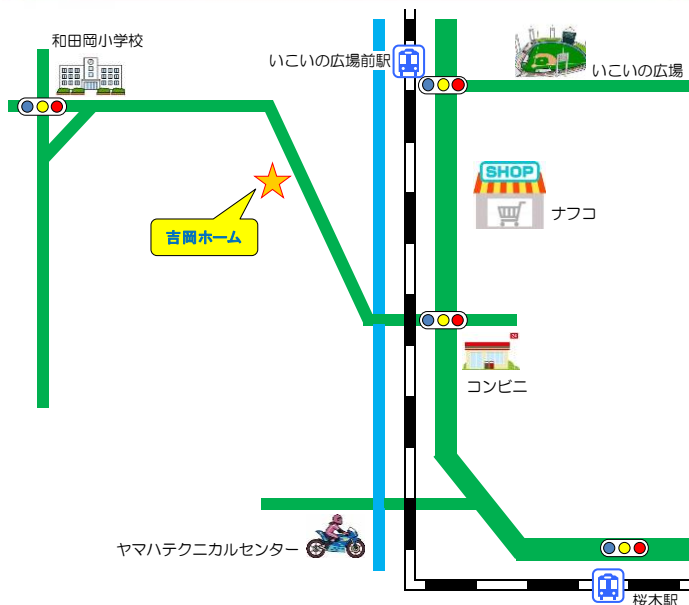 和田岡小学校
いこいの広場前駅
いこいの広場
SHOP
ナフコ
吉岡ホーム
24
コンビニ
ヤマハテクニカルセンター
桜木駅